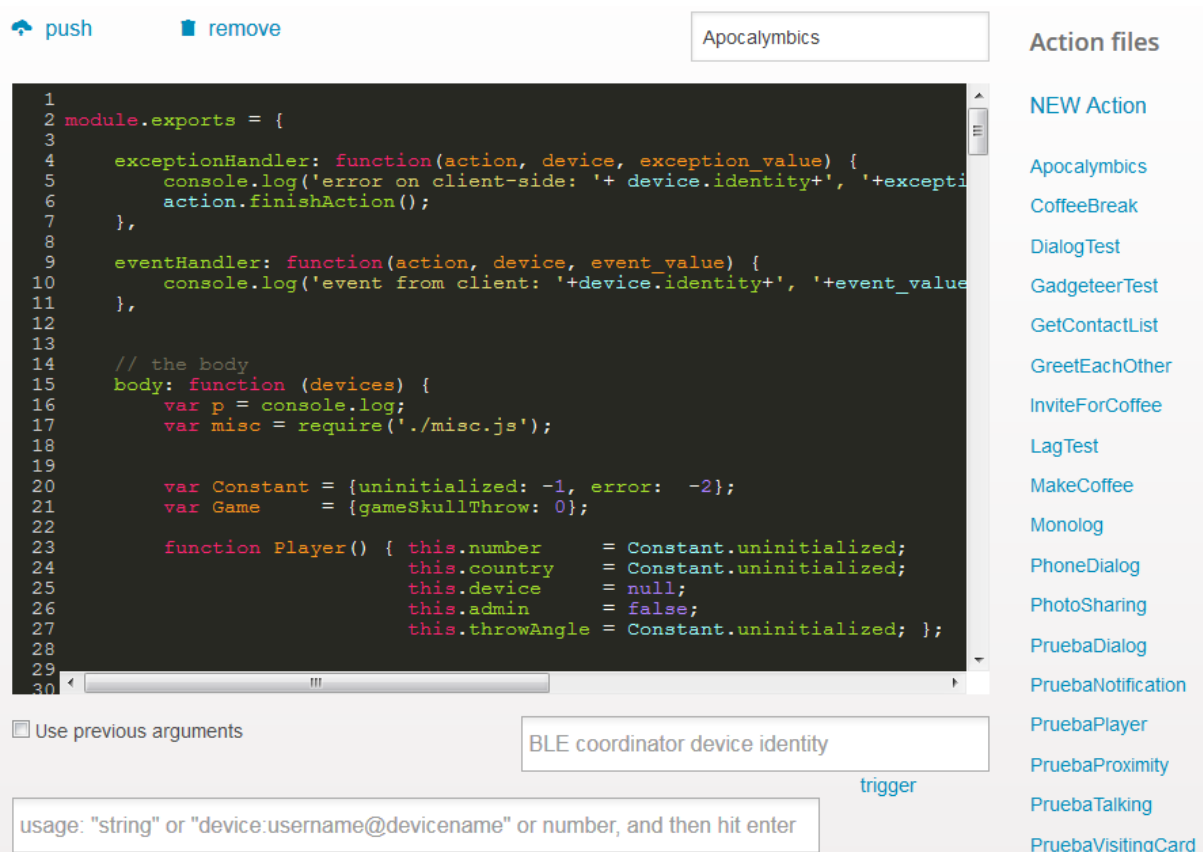 push
remove
Apocalymbics
1
2 module.exports = {
3
4     exceptionHandler: function(action, device, exception_value) {
5         console.log('error on client-side: '+ device.identity+', '+excepti
6         action.finishAction();
7     },
8
9     eventHandler: function(action, device, event_value) {
10         console.log('event from client: '+device.identity+', '+event_value
11     },
12
13
14     // the body
15     body: function (devices) {
16         var p = console.log;
17         var misc = require('./misc.js');
18
19
20         var Constant = {uninitialized: -1, error:  -2};
21         var Game     = {gameSkullThrow: 0};
22
23         function Player() { this.number     = Constant.uninitialized;
24                             this.country    = Constant.uninitialized;
25                             this.device     = null;
26                             this.admin      = false;
27                             this.throwAngle = Constant.uninitialized; };
28
29
30
Use previous arguments
BLE coordinator device identity
trigger
usage: "string" or "device:username@devicename" or number, and then hit enter
Action files
NEW Action
Apocalymbics
CoffeeBreak
DialogTest
GadgeteerTest
GetContactList
GreetEachOther
InviteForCoffee
LagTest
MakeCoffee
Monolog
PhoneDialog
PhotoSharing
PruebaDialog
PruebaNotification
PruebaPlayer
PruebaProximity
PruebaTalking
PruebaVisitingCard